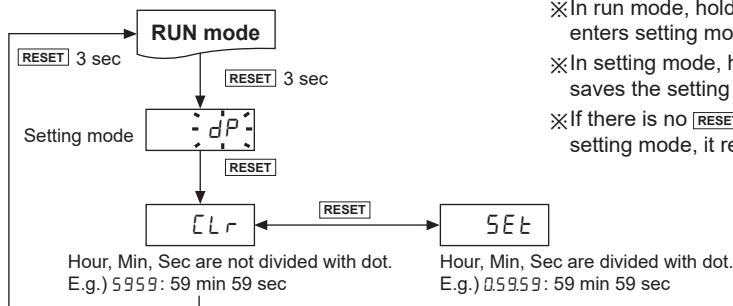 RUN mode
RESET 3 sec
RESET 3 sec
Setting mode
dP
RESET
CLr
RESET
SEt
Hour, Min, Sec are not divided with dot.
E.g.) 5959: 59 min 59 sec
Hour, Min, Sec are divided with dot.
E.g.) 0.59.59: 59 min 59 sec
※In run mode, hold
enters setting mo
※In setting mode, h
saves the setting
※If there is no RESE
setting mode, it re